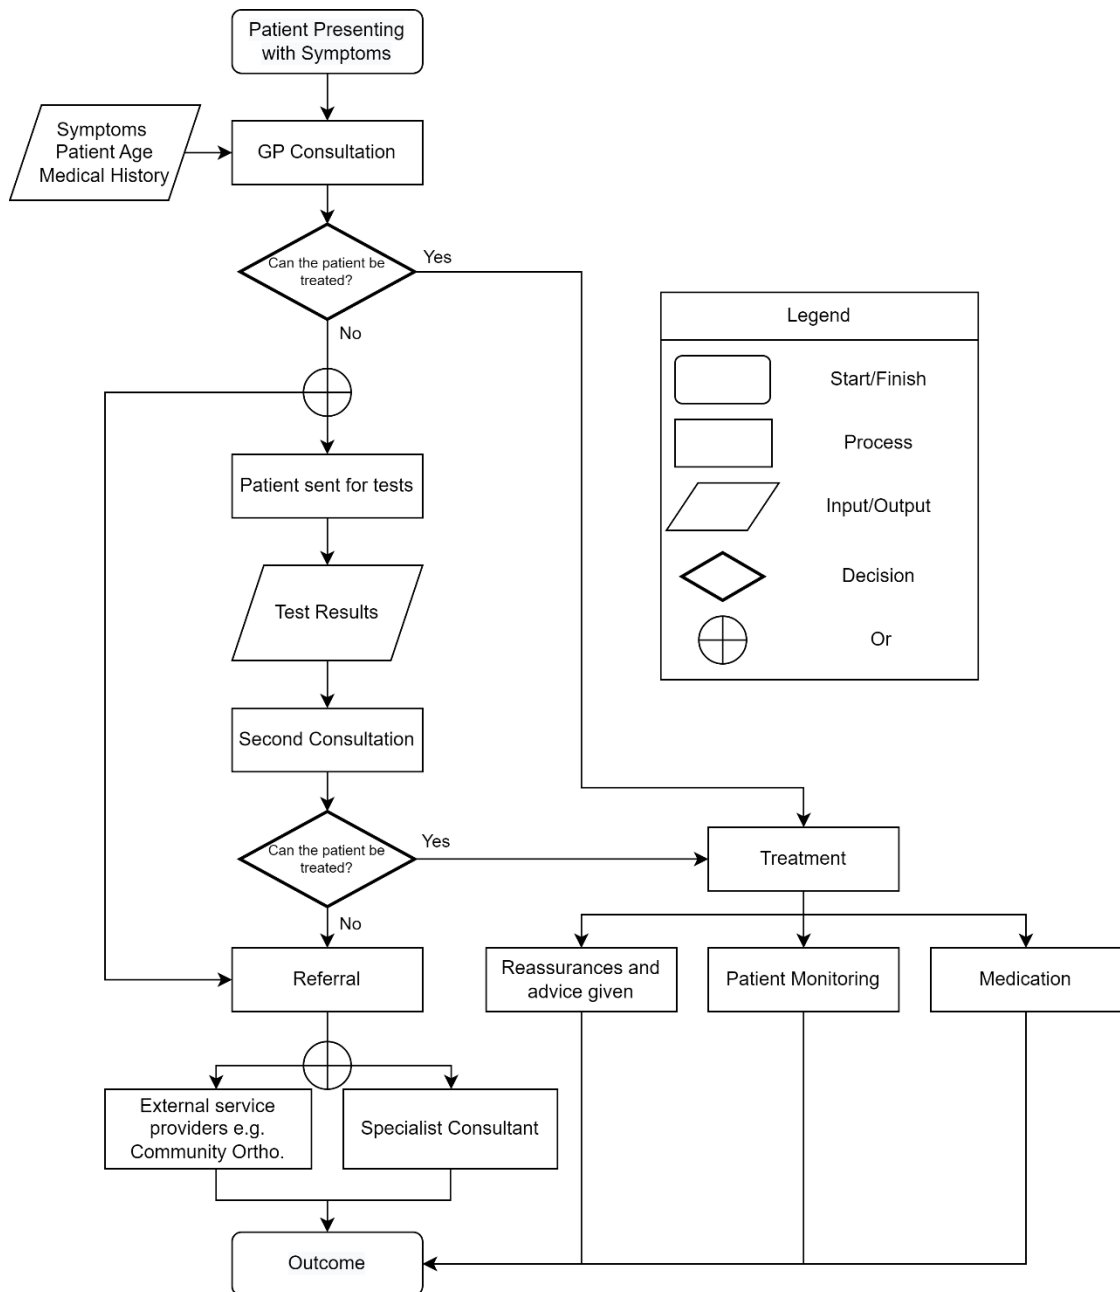 Patient Presenting
with Symptoms
Symptoms
Patient Age
Medical History
GP Consultation
Can the patient be
treated?
Yes
No
Legend
Start/Finish
Process
Input/Output
Decision
Or
Patient sent for tests
Test Results
Second Consultation
Can the patient be
treated?
Yes
No
Treatment
Referral
Reassurances and
advice given
Patient Monitoring
Medication
External service
providers e.g.
Community Ortho.
Specialist Consultant
Outcome